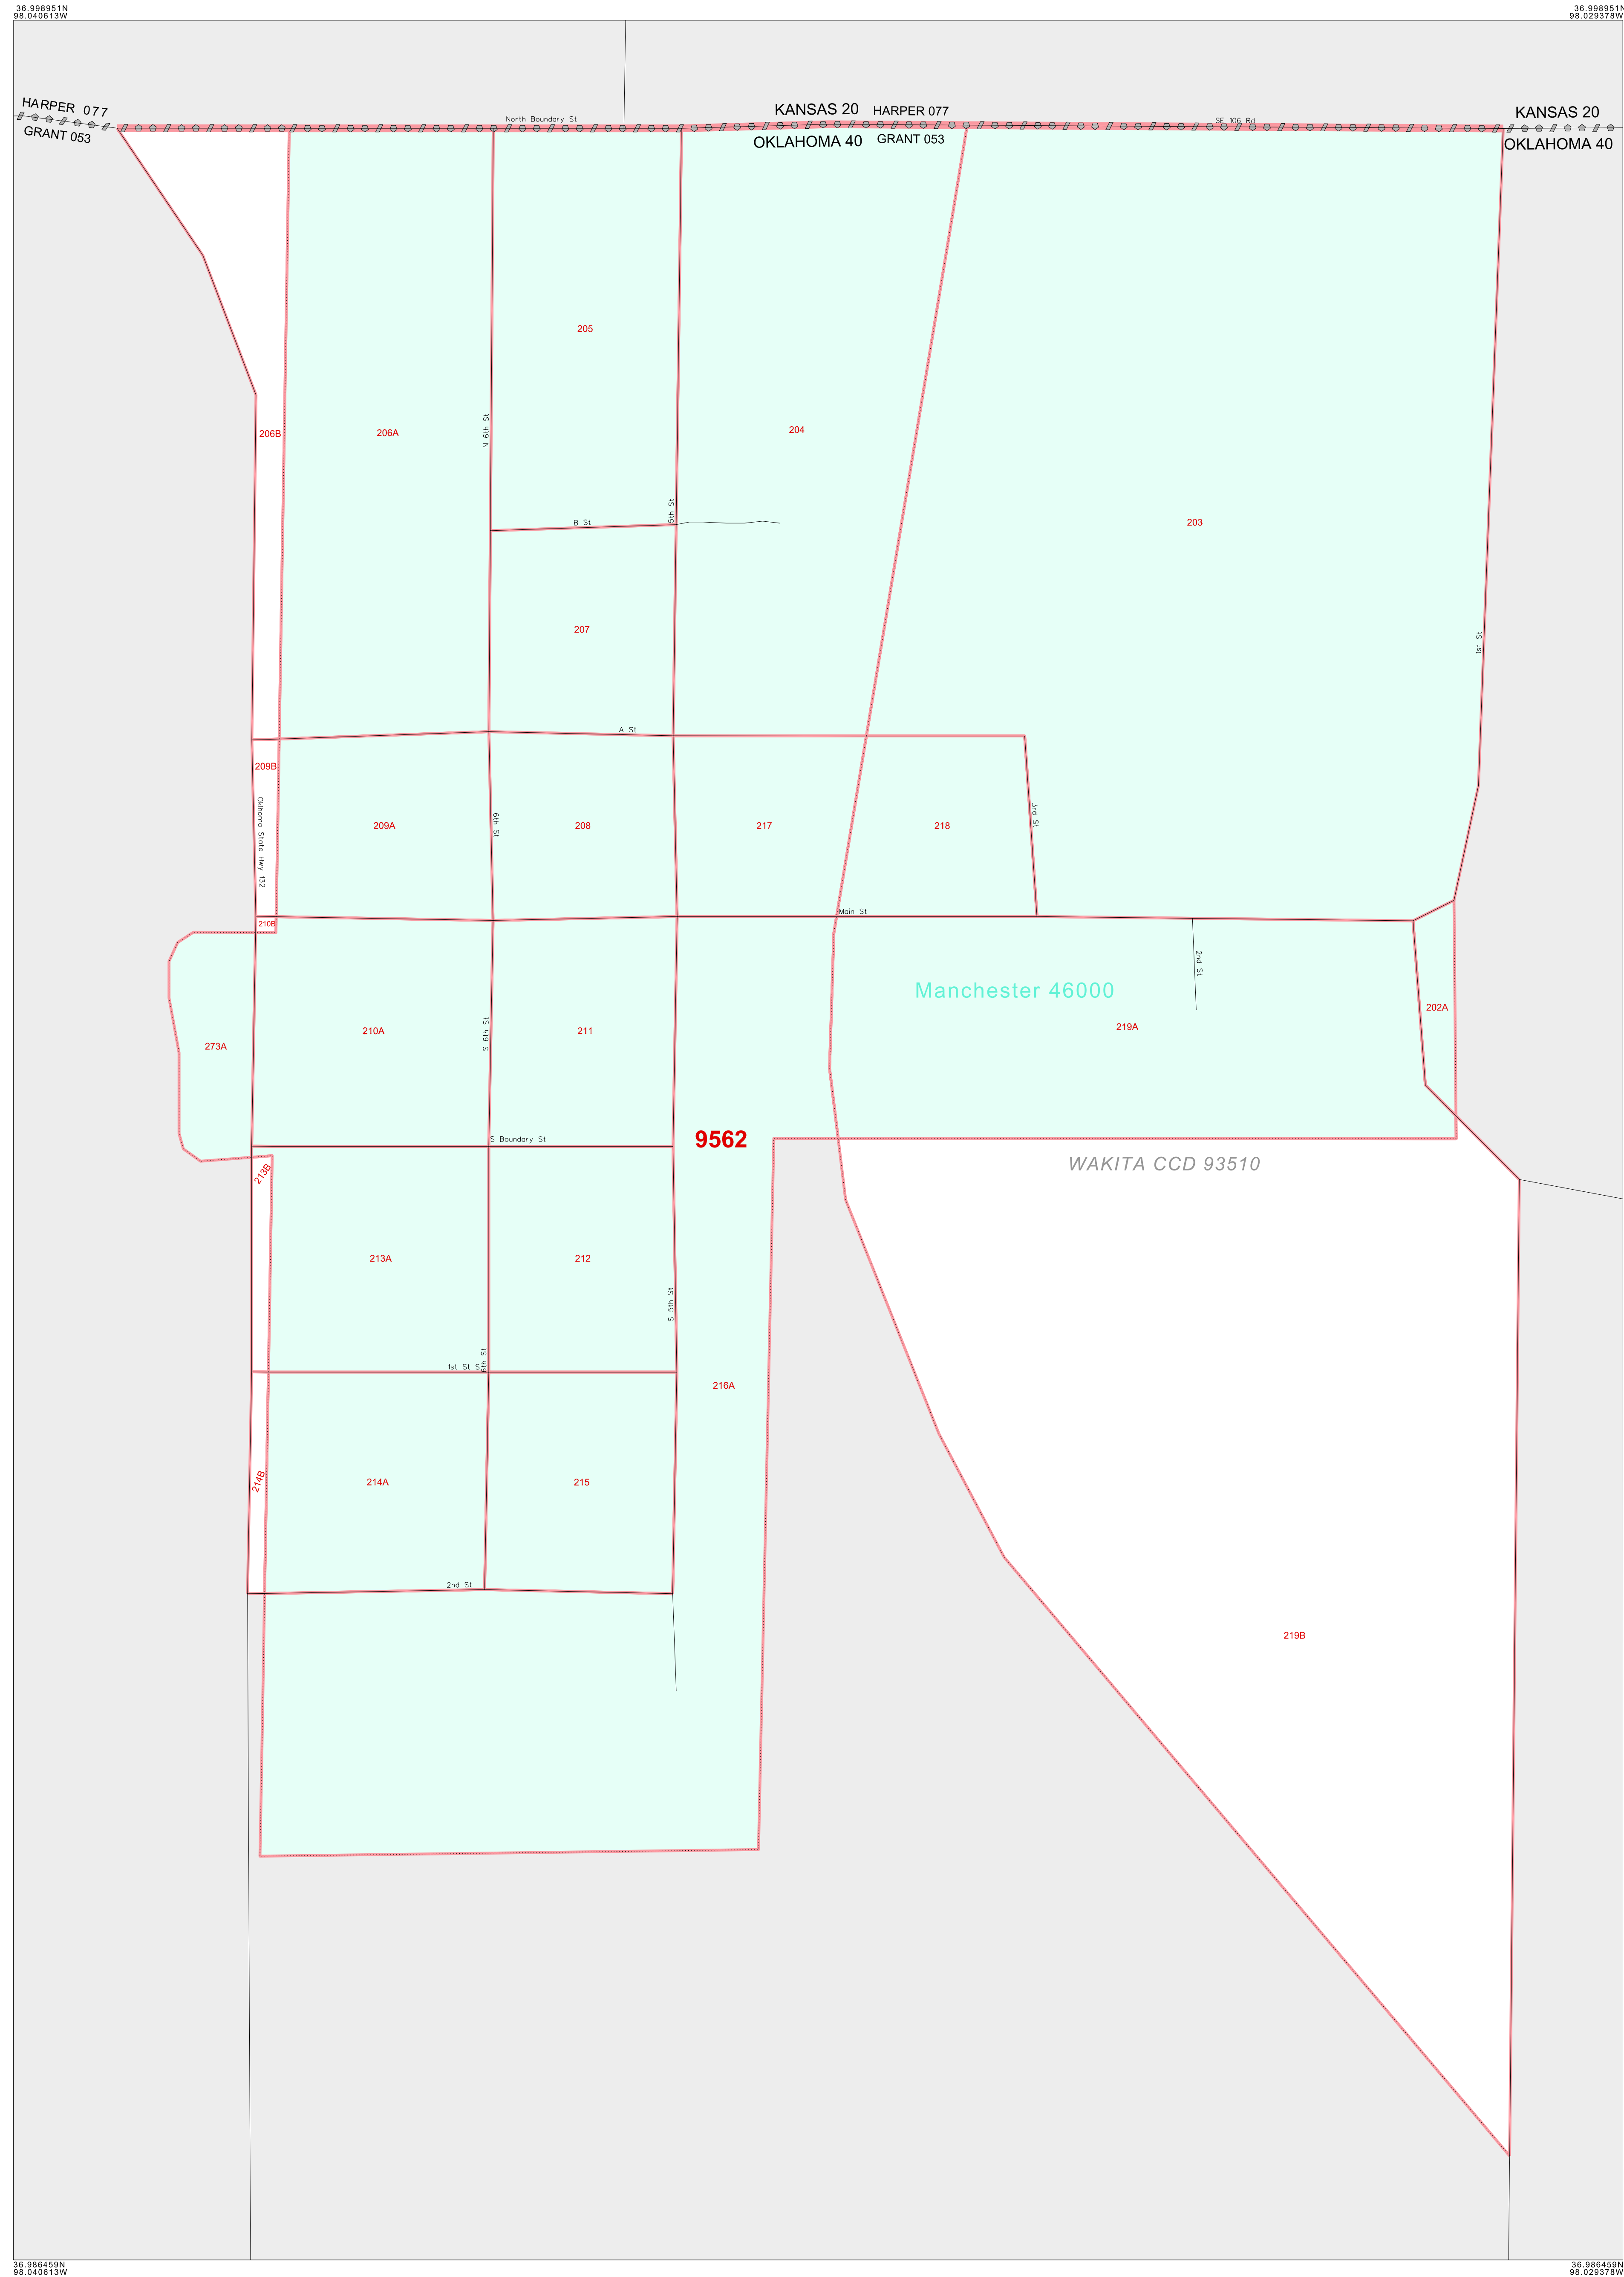 36.998951N
98.040613W
36.998951N
98.029378W
HARPER 077
GRANT 053
North Boundary St
KANSAS 20
HARPER 077
OKLAHOMA 40
GRANT 053
SE 106 Rd
KANSAS 20
OKLAHOMA 40
205
206B
206A
N 6th St
204
5th St
B St
203
207
1st St
A St
209B
Oklhoma State Hwy 132
209A
6th St
208
217
218
3rd St
Main St
210B
2nd St
Manchester 46000
202A
273A
210A
S 6th St
211
219A
S Boundary St
9562
WAKITA CCD 93510
213B
213A
212
S 5th St
1st St S
6th St
216A
214B
214A
215
2nd St
219B
36.986459N
98.040613W
36.986459N
98.029378W